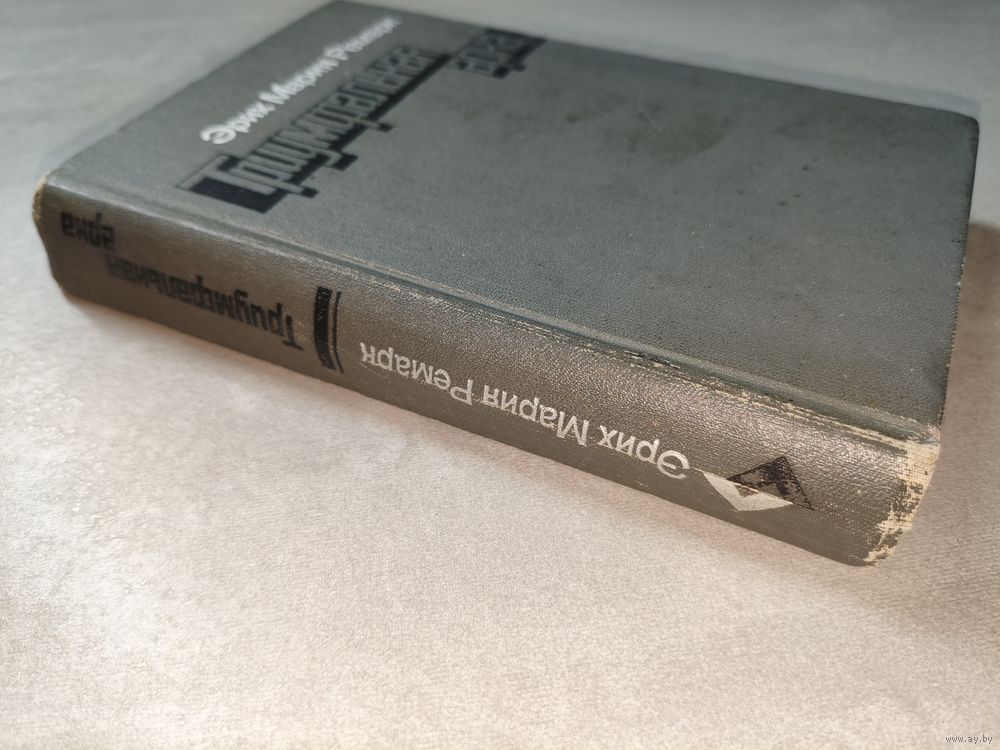 Эрих Мария Ремарк
Триумфальная
арка
Эрих Мария Ремарк
Триумфальная
арка
www.ay.by